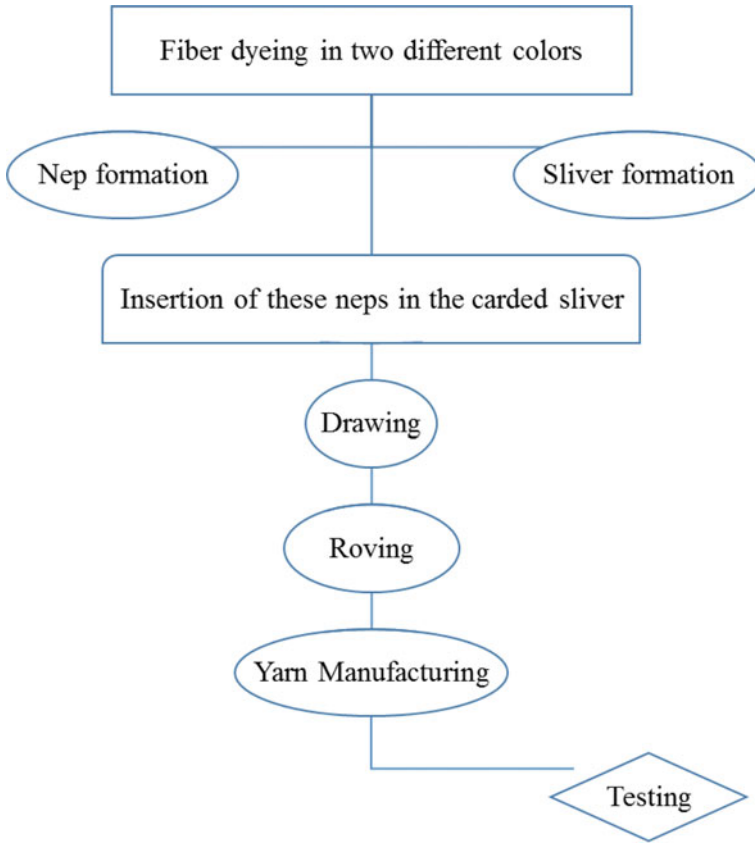 Fiber dyeing in two different colors
Nep formation
Sliver formation
Insertion of these neps in the carded sliver
Drawing
Roving
Yarn Manufacturing
Testing